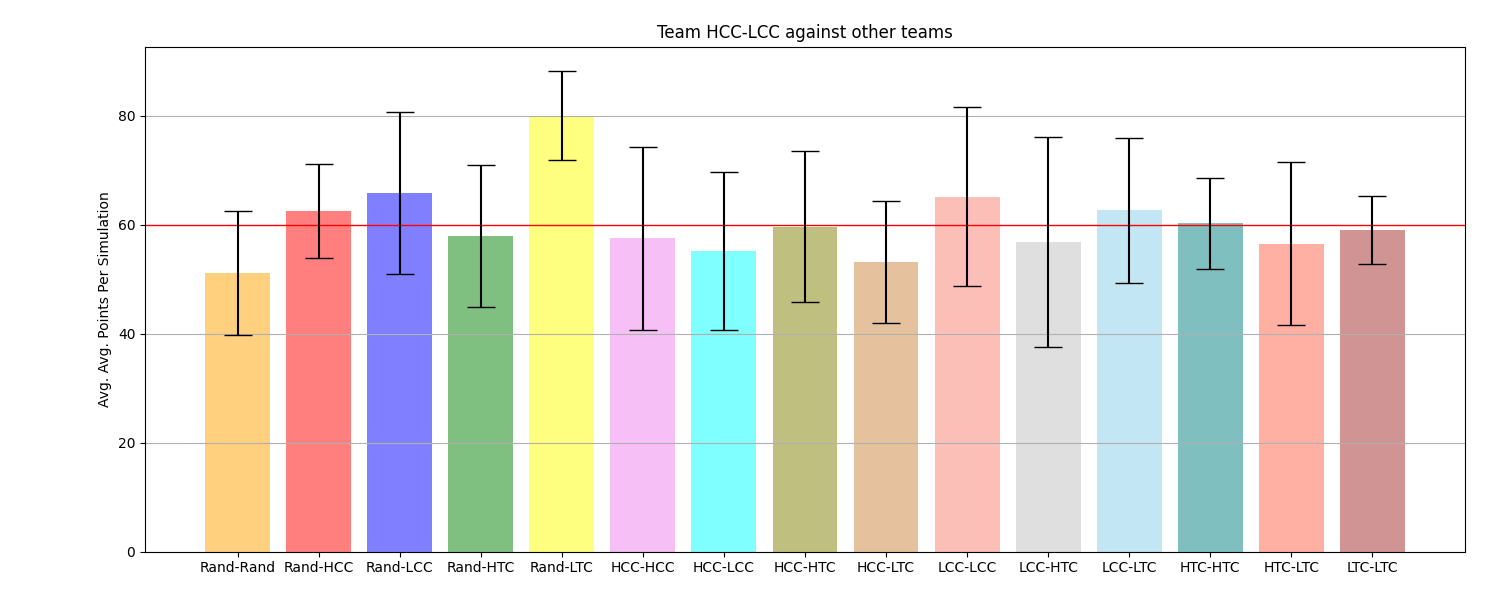 Team HCC-LCC against other teams
Avg. Avg. Points Per Simulation
80
60
40
20
0
Rand-Rand Rand-HCC Rand-LCC Rand-HTC Rand-LTC HCC-HCC HCC-LCC HCC-HTC HCC-LTC LCC-LCC LCC-HTC LCC-LTC HTC-HTC HTC-LTC LTC-LTC